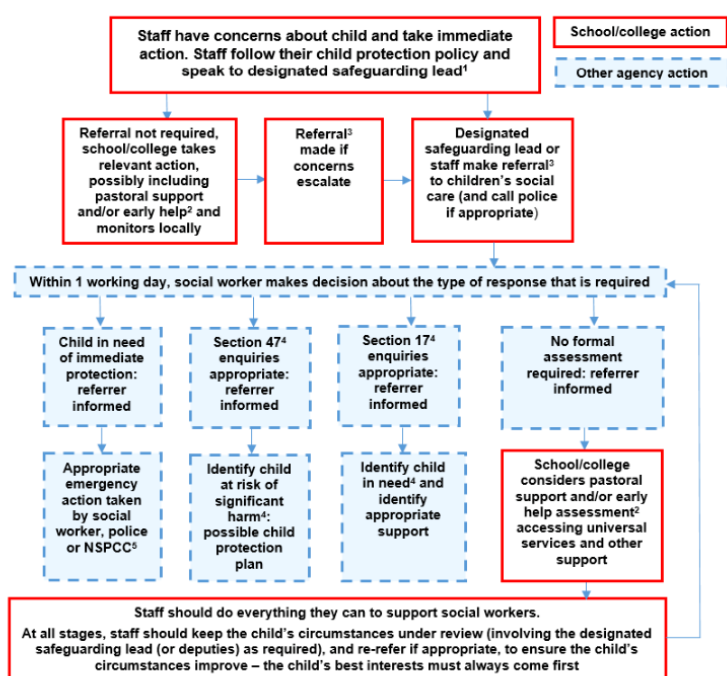 Staff have concerns about child and take immediate
action. Staff follow their child protection policy and
speak to designated safeguarding lead¹
School/college action
Other agency action
Referral not required,
school/college takes
relevant action,
possibly including
pastoral support
and/or early help² and
monitors locally
Referral³
made if
concerns
escalate
Designated
safeguarding lead or
staff make referral³
to children’s social
care (and call police
if appropriate)
Within 1 working day, social worker makes decision about the type of response that is required
Child in need
of immediate
protection:
referrer
informed
Section 47⁴
enquiries
appropriate:
referrer
informed
Section 17⁴
enquiries
appropriate:
referrer
informed
No formal
assessment
required: referrer
informed
Appropriate
emergency
action taken
by social
worker, police
or NSPCC⁵
Identify child
at risk of
significant
harm⁴:
possible child
protection
plan
Identify child
in need⁴ and
identify
appropriate
support
School/college
considers pastoral
support and/or early
help assessment²
accessing universal
services and other
support
Staff should do everything they can to support social workers.
At all stages, staff should keep the child’s circumstances under review (involving the designated
safeguarding lead (or deputies) as required), and re-refer if appropriate, to ensure the child’s
circumstances improve – the child’s best interests must always come first